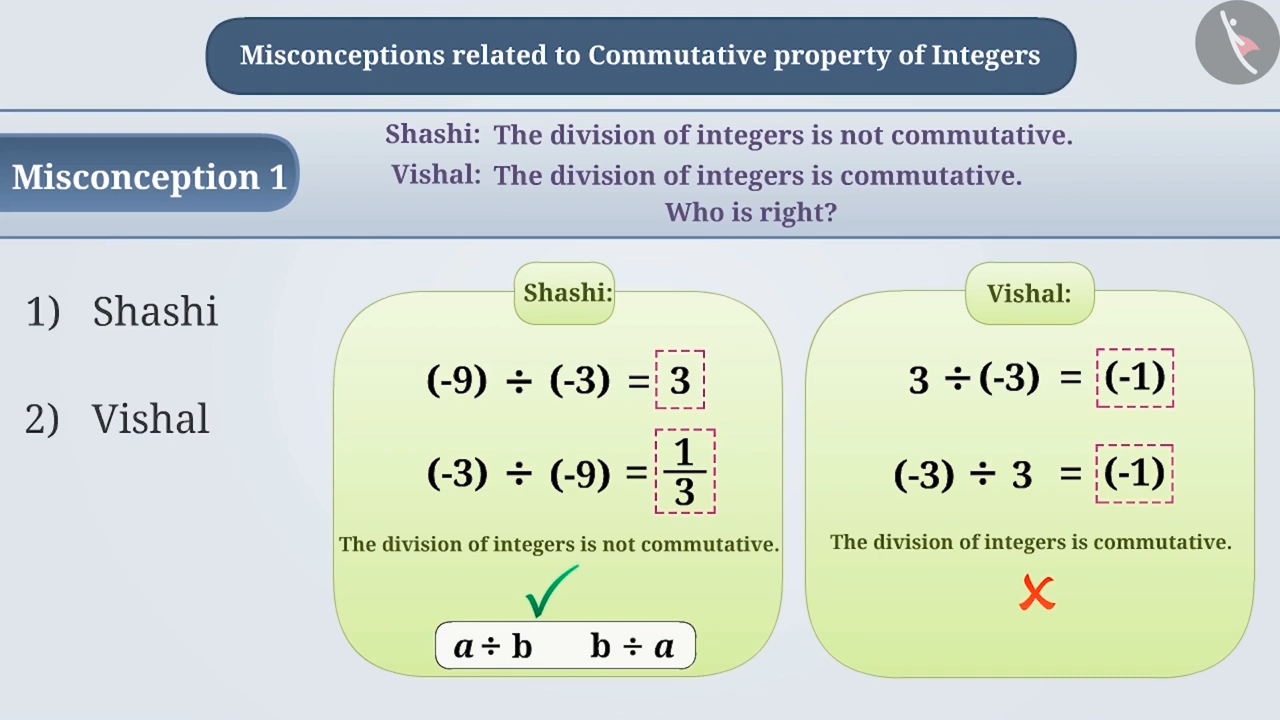 Misconceptions related to Commutative property of Integers
Misconception 1
Shashi: The division of integers is not commutative.
Vishal: The division of integers is commutative.
Who is right?
1) Shashi
2) Vishal
Shashi:
(-9) ÷ (-3) = 3
(-3) ÷ (-9) = 1/3
The division of integers is not commutative.
a ÷ b b ÷ a
Vishal:
3 ÷ (-3) = (-1)
(-3) ÷ 3 = (-1)
The division of integers is commutative.